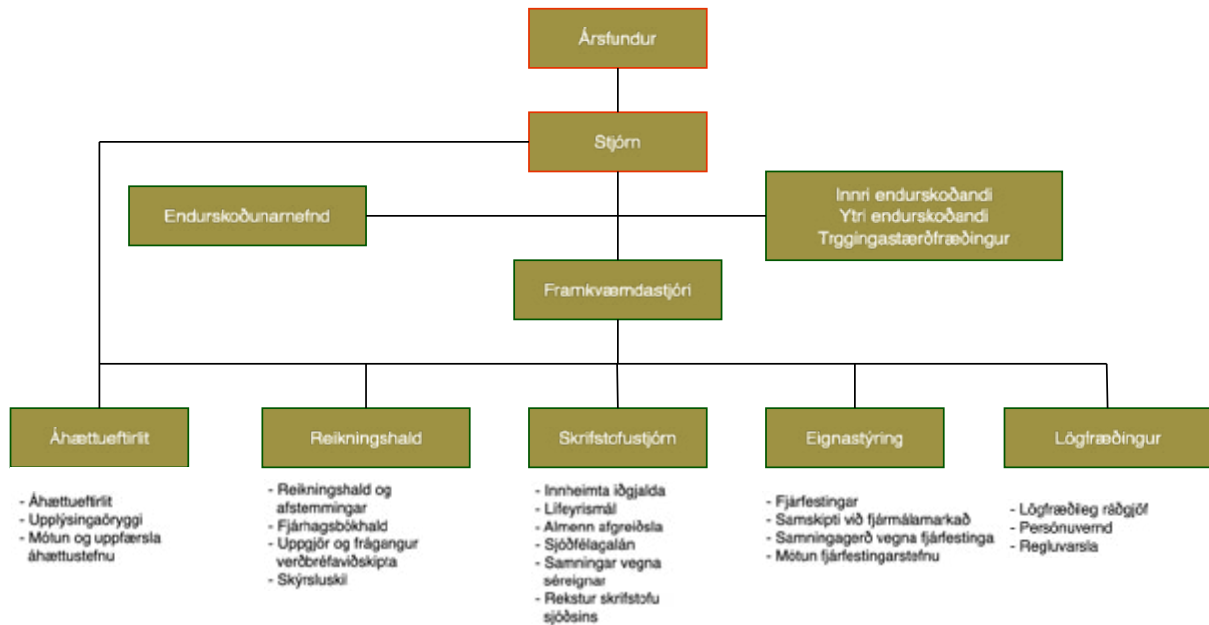 Ársfundur
Stjórn
Endurskoðunarnefnd
Innri endurskoðandi
Ytri endurskoðandi
Trggingastærðfræðingur
Framkvæmdastjóri
Áhættueftirlit
Reikningshald
Skrifstofustjórn
Eignastýring
Lögfræðingur
- Áhættueftirlit
- Upplýsingaöryggi
- Mótun og uppfærsla
áhættustefnu
- Reikningshald og
afstemmingar
- Fjárhagsbókhald
- Uppgjör og frágangur
verðbréfaviðskipta
- Skýrsluskil
- Innheimta iðgjalda
- Lífeyrismál
- Almenn afgreiðsla
- Sjóðfélagalán
- Samningar vegna
séreignar
- Rekstur skrifstofu
sjóðsins
- Fjárfestingar
- Samskipti við fjármálamarkað
- Samningagerð vegna fjárfestinga
- Mótun fjárfestingarstefnu
- Lögfræðileg ráðgjöf
- Persónuvernd
- Regluvarsla